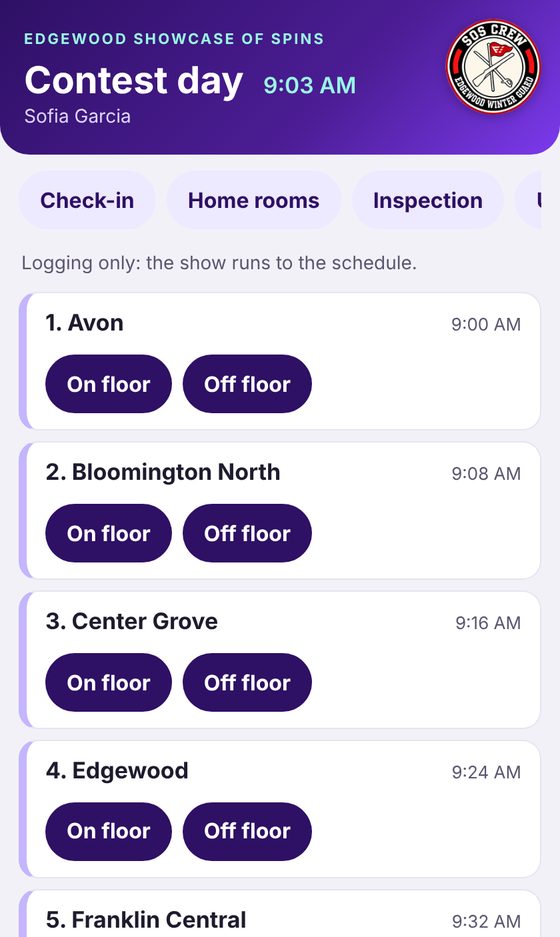 EDGEWOOD SHOWCASE OF SPINS
Contest day 9:03 AM
Sofia Garcia
SOS CREW
EDGEWOOD WINTER GUARD
Check-in Home rooms Inspection
Logging only: the show runs to the schedule.
1. Avon 9:00 AM
On floor Off floor
2. Bloomington North 9:08 AM
On floor Off floor
3. Center Grove 9:16 AM
On floor Off floor
4. Edgewood 9:24 AM
On floor Off floor
5. Franklin Central 9:32 AM